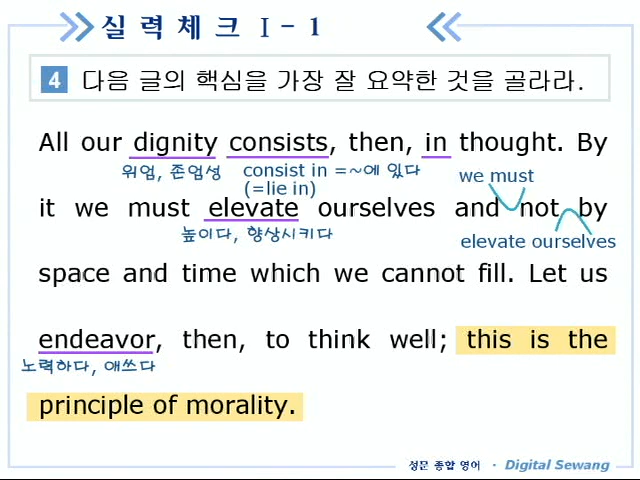 실력체크 I - 1
4 다음 글의 핵심을 가장 잘 요약한 것을 골라라.
All our dignity consists, then, in thought. By
위엄, 존엄성 consist in =~에 있다 we must
(=lie in)
it we must elevate ourselves and not by
높이다, 향상시키다 elevate ourselves
space and time which we cannot fill. Let us
endeavor, then, to think well; this is the
노력하다, 애쓰다
principle of morality.
성문 종합 영어 · Digital Sewang